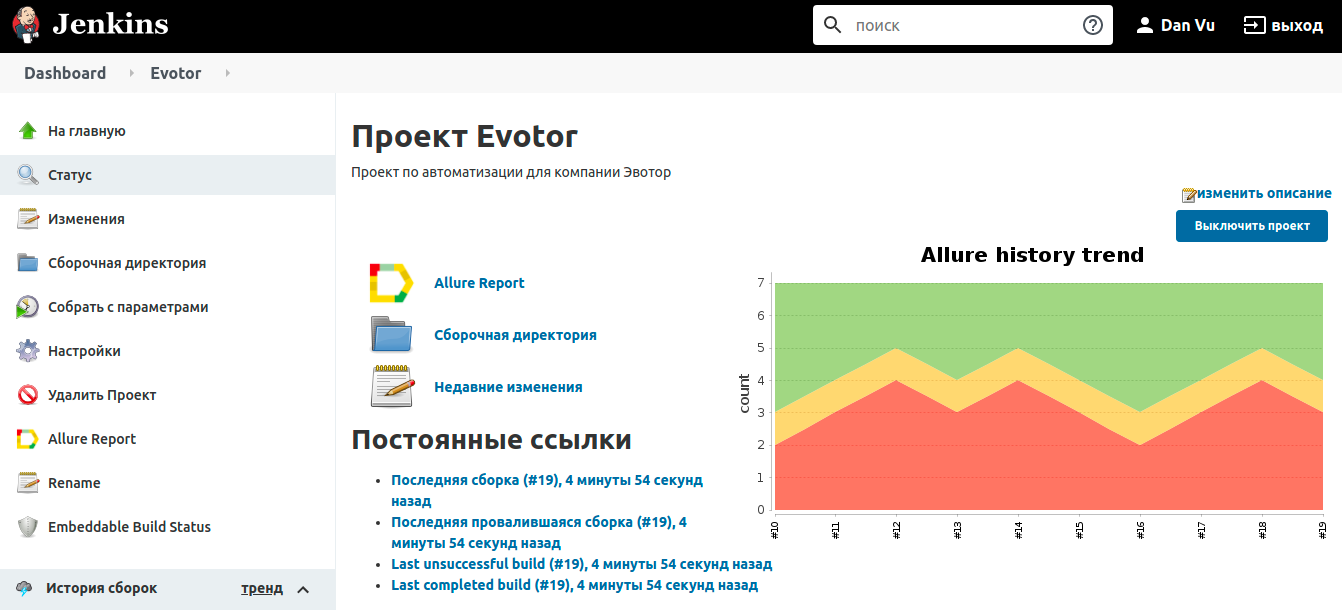 Jenkins
поиск
Dan Vu
выход
Dashboard
Evotor
На главную
Статус
Изменения
Сборочная директория
Собрать с параметрами
Настройки
Удалить Проект
Allure Report
Rename
Embeddable Build Status
История сборок
тренд
Проект Evotor
Проект по автоматизации для компании Эвотор
изменить описание
Выключить проект
Allure Report
Сборочная директория
Недавние изменения
Постоянные ссылки
Последняя сборка (#19), 4 минуты 54 секунд
назад
Последняя провалившаяся сборка (#19), 4
минуты 54 секунд назад
Last unsuccessful build (#19), 4 минуты 54 секунд назад
Last completed build (#19), 4 минуты 54 секунд назад
Allure history trend
count
7
6
5
4
3
2
1
0
#10
#11
#12
#13
#14
#15
#16
#17
#18
#19